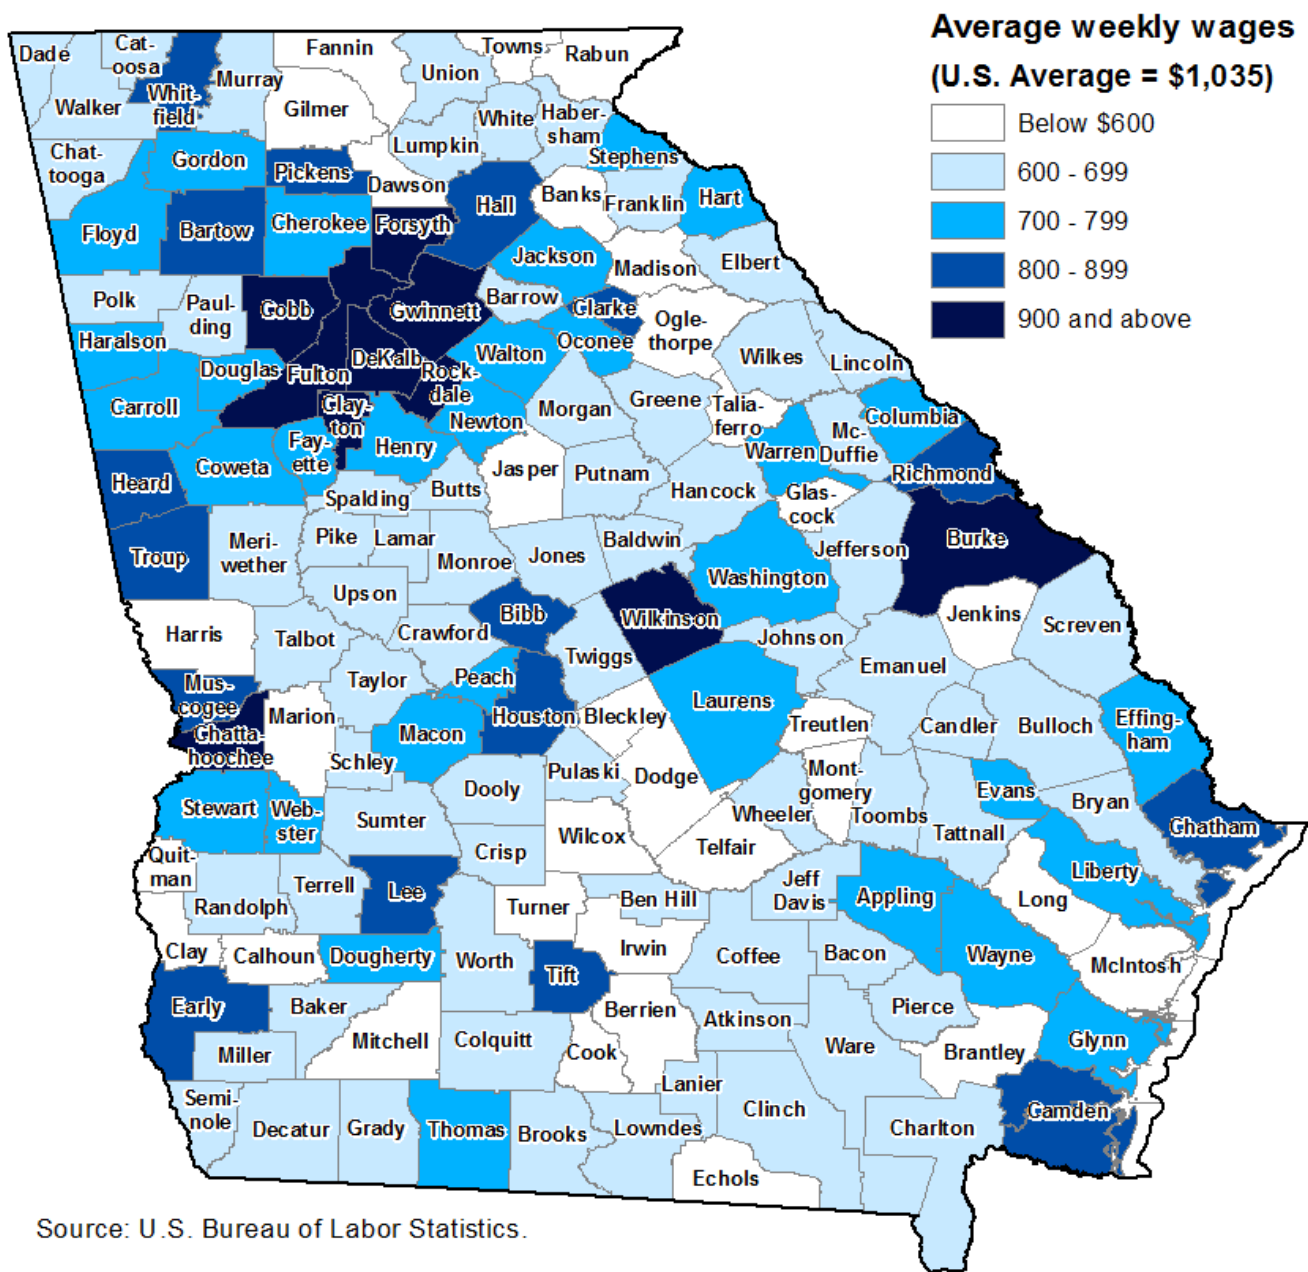 Average weekly wages
(U.S. Average = $1,035)
Below $600
600 - 699
700 - 799
800 - 899
900 and above
Dade
Cat-
oosa
Walker
Whit-
field
Murray
Fannin
Gilmer
Union
Towns
Rabun
White
Haber-
sham
Lumpkin
Stephens
Chat-
tooga
Gordon
Pickens
Dawson
Hall
Banks
Franklin
Hart
Floyd
Bartow
Cherokee
Forsyth
Jackson
Madison
Elbert
Polk
Paul-
ding
Cobb
Gwinnett
Barrow
Clarke
Ogle-
thorpe
Oconee
Wilkes
Lincoln
Haralson
Douglas
Fulton
DeKalb
Rock-
dale
Walton
Carroll
Clay-
ton
Newton
Morgan
Greene
Talia-
ferro
Columbia
Mc-
Duffie
Warren
Richmond
Heard
Coweta
Fay-
ette
Henry
Jasper
Putnam
Hancock
Glas-
cock
Spalding
Butts
Troup
Meri-
wether
Pike
Lamar
Monroe
Jones
Baldwin
Washington
Jefferson
Burke
Upson
Bibb
Wilkinson
Jenkins
Screven
Harris
Talbot
Crawford
Twiggs
Johnson
Emanuel
Mus-
cogee
Taylor
Peach
Houston
Bleckley
Laurens
Treutlen
Candler
Bulloch
Effing-
ham
Chatta-
hoochee
Marion
Macon
Schley
Pulaski
Dodge
Dooly
Mont-
gomery
Wheeler
Toombs
Tattnall
Evans
Bryan
Chatham
Stewart
Web-
ster
Sumter
Crisp
Wilcox
Telfair
Quit-
man
Randolph
Terrell
Lee
Turner
Ben Hill
Jeff
Davis
Appling
Long
Liberty
Clay
Calhoun
Dougherty
Worth
Tift
Irwin
Coffee
Bacon
Wayne
McIntosh
Early
Baker
Mitchell
Colquitt
Berrien
Cook
Atkinson
Pierce
Ware
Brantley
Glynn
Miller
Lanier
Clinch
Charlton
Camden
Semi-
nole
Decatur
Grady
Thomas
Brooks
Lowndes
Echols
Source: U.S. Bureau of Labor Statistics.